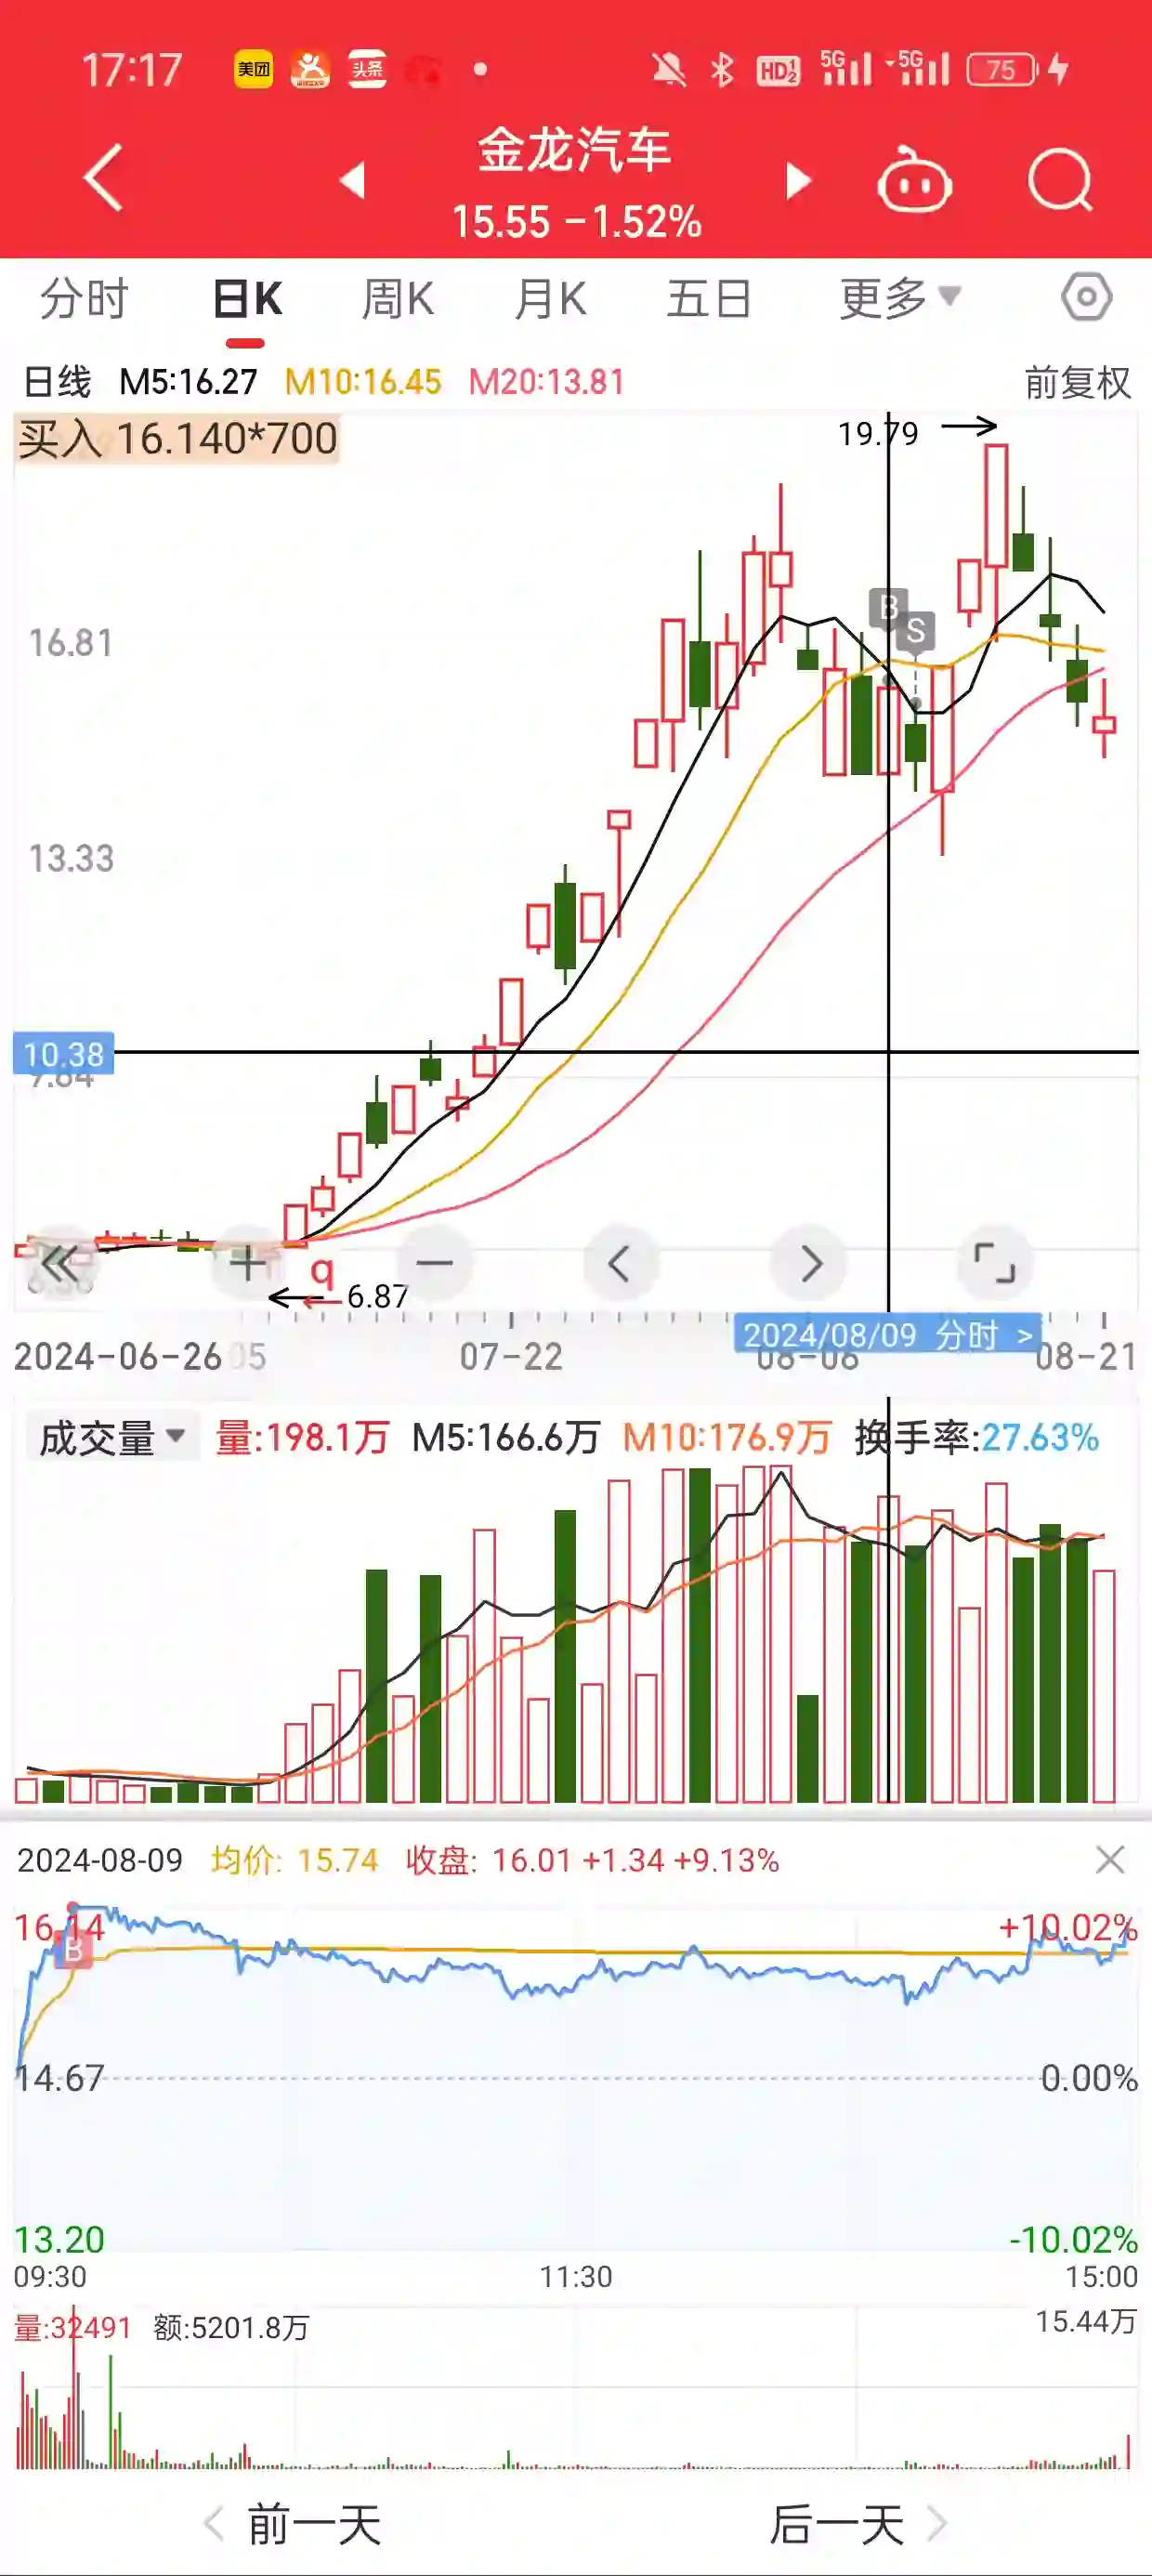 17:17 美团 头条 HD 1 2 5G 5G 75
金龙汽车
15.55 -1.52%
分时 日K 周K 月K 五日 更多
日线 M5:16.27 M10:16.45 M20:13.81 前复权
买入 16.140*700
19.79
B
S
16.81
13.33
10.38
9.84
q
6.87
2024/08/09 分时 >
2024-06-26 05 07-22 08-06 08-21
成交量 量:198.1万 M5:166.6万 M10:176.9万 换手率:27.63%
2024-08-09 均价: 15.74 收盘: 16.01 +1.34 +9.13%
16.14 +10.02%
B
14.67 0.00%
13.20 -10.02%
09:30 11:30 15:00
量:32491 额:5201.8万 15.44万
前一天 后一天